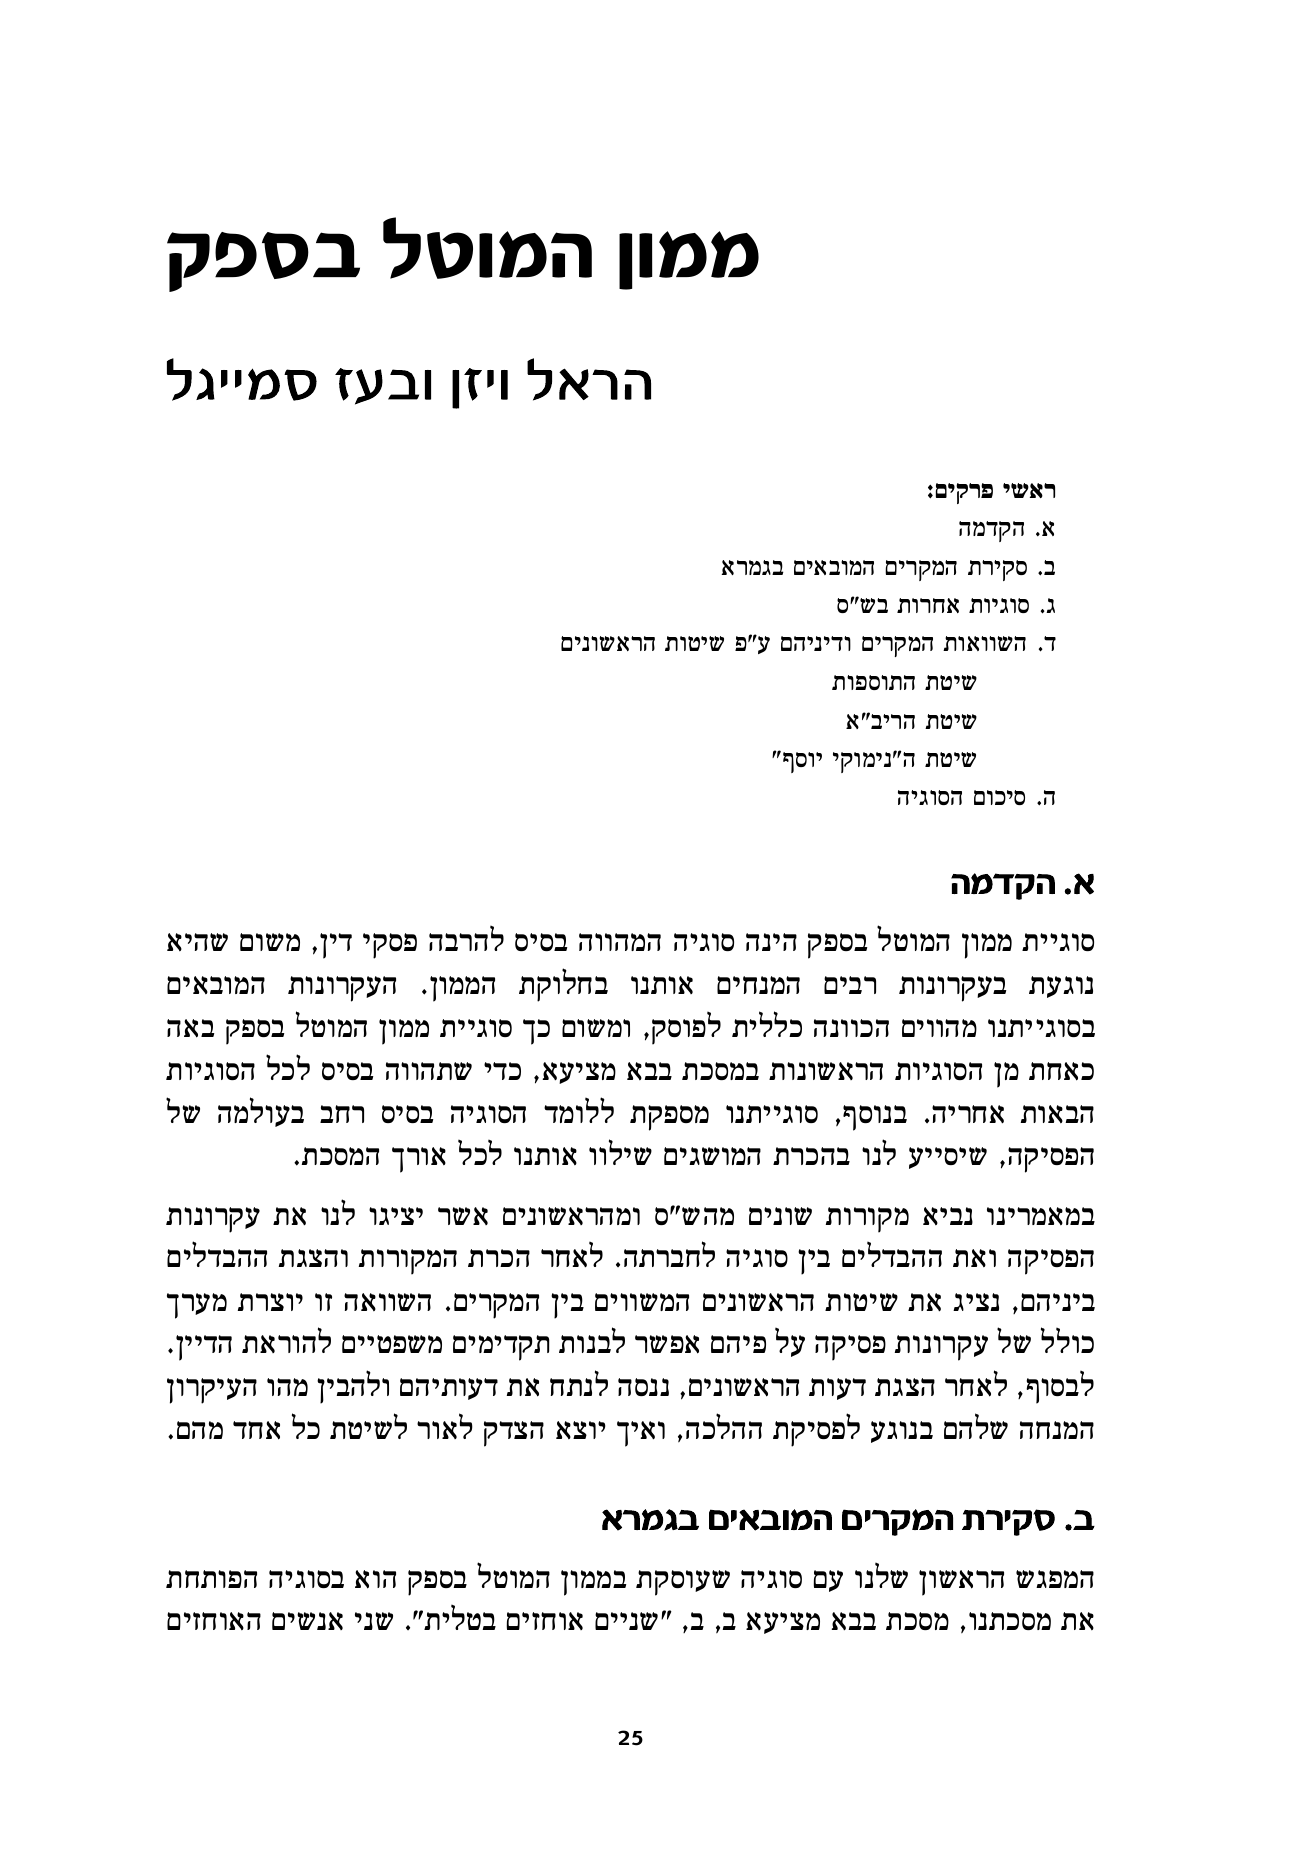 ממון המוטל בספק
הראל ויזן ובעז סמייגל
ראשי פרקים:
א. הקדמה
ב. סקירת המקרים המובאים בגמרא
ג. סוגיות אחרות בש"ס
ד. השוואות המקרים ודיניהם ע"פ שיטות הראשונים
שיטת התוספות
שיטת הריב"א
שיטת ה"נימוקי יוסף"
ה. סיכום הסוגיה
א. הקדמה
סוגיית ממון המוטל בספק הינה סוגיה המהווה בסיס להרבה פסקי דין, משום שהיא
נוגעת בעקרונות רבים המנחים אותנו בחלוקת הממון. העקרונות המובאים
בסוגייתנו מהווים הכוונה כללית לפוסק, ומשום כך סוגיית ממון המוטל בספק באה
כאחת מן הסוגיות הראשונות במסכת בבא מציעא, כדי שתהווה בסיס לכל הסוגיות
הבאות אחריה. בנוסף, סוגייתנו מספקת ללומד הסוגיה בסיס רחב בעולמה של
הפסיקה, שיסייע לנו בהכרת המושגים שילוו אותנו לכל אורך המסכת.
במאמרינו נביא מקורות שונים מהש"ס ומהראשונים אשר יציגו לנו את עקרונות
הפסיקה ואת ההבדלים בין סוגיה לחברתה. לאחר הכרת המקורות והצגת ההבדלים
ביניהם, נציג את שיטות הראשונים המשווים בין המקרים. השוואה זו יוצרת מערך
כולל של עקרונות פסיקה על פיהם אפשר לבנות תקדימים משפטיים להוראת הדיין.
לבסוף, לאחר הצגת דעות הראשונים, ננסה לנתח את דעותיהם ולהבין מהו העיקרון
המנחה שלהם בנוגע לפסיקת ההלכה, ואיך יוצא הצדק לאור לשיטת כל אחד מהם.
ב. סקירת המקרים המובאים בגמרא
המפגש הראשון שלנו עם סוגיה שעוסקת בממון המוטל בספק הוא בסוגיה הפותחת
את מסכתנו, מסכת בבא מציעא ב, ב, "שניים אוחזים בטלית". שני אנשים האוחזים
25